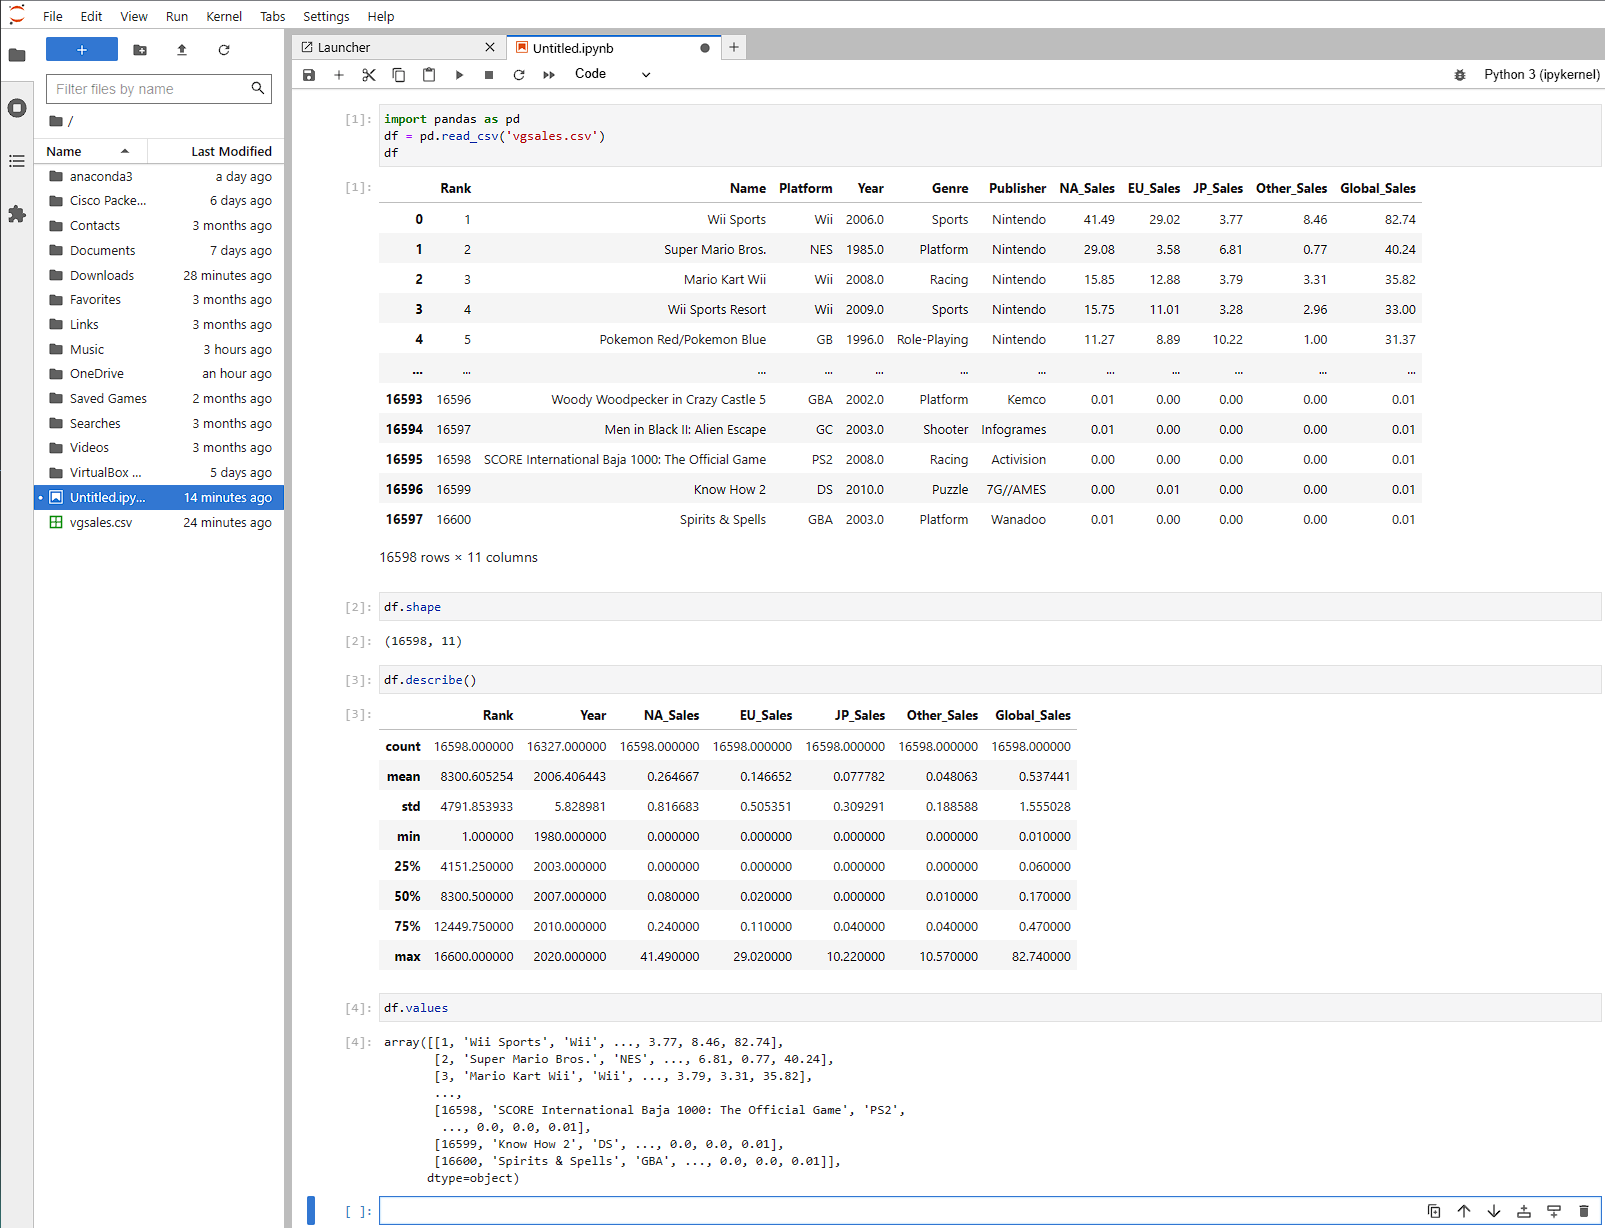 File Edit View Run Kernel Tabs Settings Help
Filter files by name
/
Name Last Modified
anaconda3 a day ago
Cisco Packe... 6 days ago
Contacts 3 months ago
Documents 7 days ago
Downloads 28 minutes ago
Favorites 3 months ago
Links 3 months ago
Music 3 hours ago
OneDrive an hour ago
Saved Games 2 months ago
Searches 3 months ago
Videos 3 months ago
VirtualBox ... 5 days ago
Untitled.ipy... 14 minutes ago
vgsales.csv 24 minutes ago
Launcher Untitled.ipynb
Code Python 3 (ipykernel)
[1]: import pandas as pd
df = pd.read_csv('vgsales.csv')
df
[1]: Rank Name Platform Year Genre Publisher NA_Sales EU_Sales JP_Sales Other_Sales Global_Sales
0 1 Wii Sports Wii 2006.0 Sports Nintendo 41.49 29.02 3.77 8.46 82.74
1 2 Super Mario Bros. NES 1985.0 Platform Nintendo 29.08 3.58 6.81 0.77 40.24
2 3 Mario Kart Wii Wii 2008.0 Racing Nintendo 15.85 12.88 3.79 3.31 35.82
3 4 Wii Sports Resort Wii 2009.0 Sports Nintendo 15.75 11.01 3.28 2.96 33.00
4 5 Pokemon Red/Pokemon Blue GB 1996.0 Role-Playing Nintendo 11.27 8.89 10.22 1.00 31.37
... ... ... ... ... ... ... ... ... ... ... ...
16593 16596 Woody Woodpecker in Crazy Castle 5 GBA 2002.0 Platform Kemco 0.01 0.00 0.00 0.00 0.01
16594 16597 Men in Black II: Alien Escape GC 2003.0 Shooter Infogrames 0.01 0.00 0.00 0.00 0.01
16595 16598 SCORE International Baja 1000: The Official Game PS2 2008.0 Racing Activision 0.00 0.00 0.00 0.00 0.01
16596 16599 Know How 2 DS 2010.0 Puzzle 7G//AMES 0.00 0.01 0.00 0.00 0.01
16597 16600 Spirits & Spells GBA 2003.0 Platform Wanadoo 0.01 0.00 0.00 0.00 0.01
16598 rows × 11 columns
[2]: df.shape
[2]: (16598, 11)
[3]: df.describe()
[3]: Rank Year NA_Sales EU_Sales JP_Sales Other_Sales Global_Sales
count 16598.000000 16327.000000 16598.000000 16598.000000 16598.000000 16598.000000 16598.000000
mean 8300.605254 2006.406443 0.264667 0.146652 0.077782 0.048063 0.537441
std 4791.853933 5.828981 0.816683 0.505351 0.309291 0.188588 1.555028
min 1.000000 1980.000000 0.000000 0.000000 0.000000 0.000000 0.010000
25% 4151.250000 2003.000000 0.000000 0.000000 0.000000 0.000000 0.060000
50% 8300.500000 2007.000000 0.080000 0.020000 0.000000 0.010000 0.170000
75% 12449.750000 2010.000000 0.240000 0.110000 0.040000 0.040000 0.470000
max 16600.000000 2020.000000 41.490000 29.020000 10.220000 10.570000 82.740000
[4]: df.values
[4]: array([[1, 'Wii Sports', 'Wii', ..., 3.77, 8.46, 82.74],
[2, 'Super Mario Bros.', 'NES', ..., 6.81, 0.77, 40.24],
[3, 'Mario Kart Wii', 'Wii', ..., 3.79, 3.31, 35.82],
...,
[16598, 'SCORE International Baja 1000: The Official Game', 'PS2',
..., 0.0, 0.0, 0.01],
[16599, 'Know How 2', 'DS', ..., 0.0, 0.0, 0.01],
[16600, 'Spirits & Spells', 'GBA', ..., 0.0, 0.0, 0.01]],
dtype=object)
[ ]: